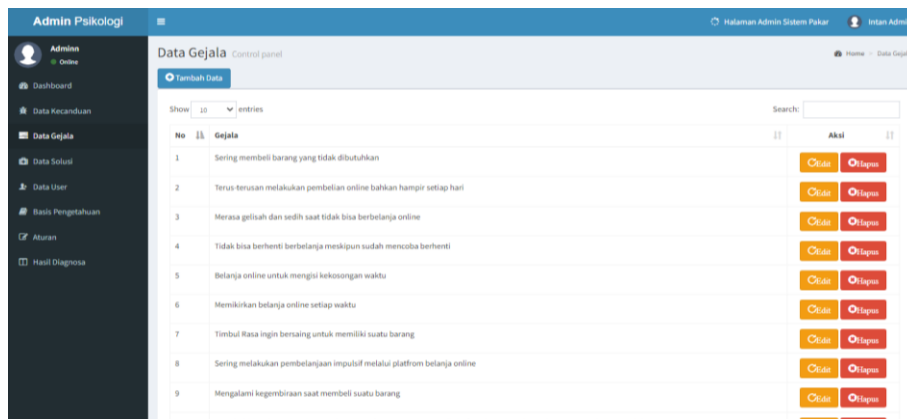 Admin Psikologi
Halaman Admin Sistem Pakar
Intan Admi
Adminn
Online
Data Gejala Control panel
Home > Data Gejal
Tambah Data
Dashboard
Data Kecanduan
Data Gejala
Data Solusi
Data User
Basis Pengetahuan
Aturan
Hasil Diagnosa
Show 10 entries
Search:
No Gejala Aksi
1 Sering membeli barang yang tidak dibutuhkan Edit Hapus
2 Terus-terusan melakukan pembelian online bahkan hampir setiap hari Edit Hapus
3 Merasa gelisah dan sedih saat tidak bisa berbelanja online Edit Hapus
4 Tidak bisa berhenti berbelanja meskipun sudah mencoba berhenti Edit Hapus
5 Belanja online untuk mengisi kekosongan waktu Edit Hapus
6 Memikirkan belanja online setiap waktu Edit Hapus
7 Timbul Rasa ingin bersaing untuk memiliki suatu barang Edit Hapus
8 Sering melakukan pembelanjaan impulsif melalui platfrom belanja online Edit Hapus
9 Mengalami kegembiraan saat membeli suatu barang Edit Hapus